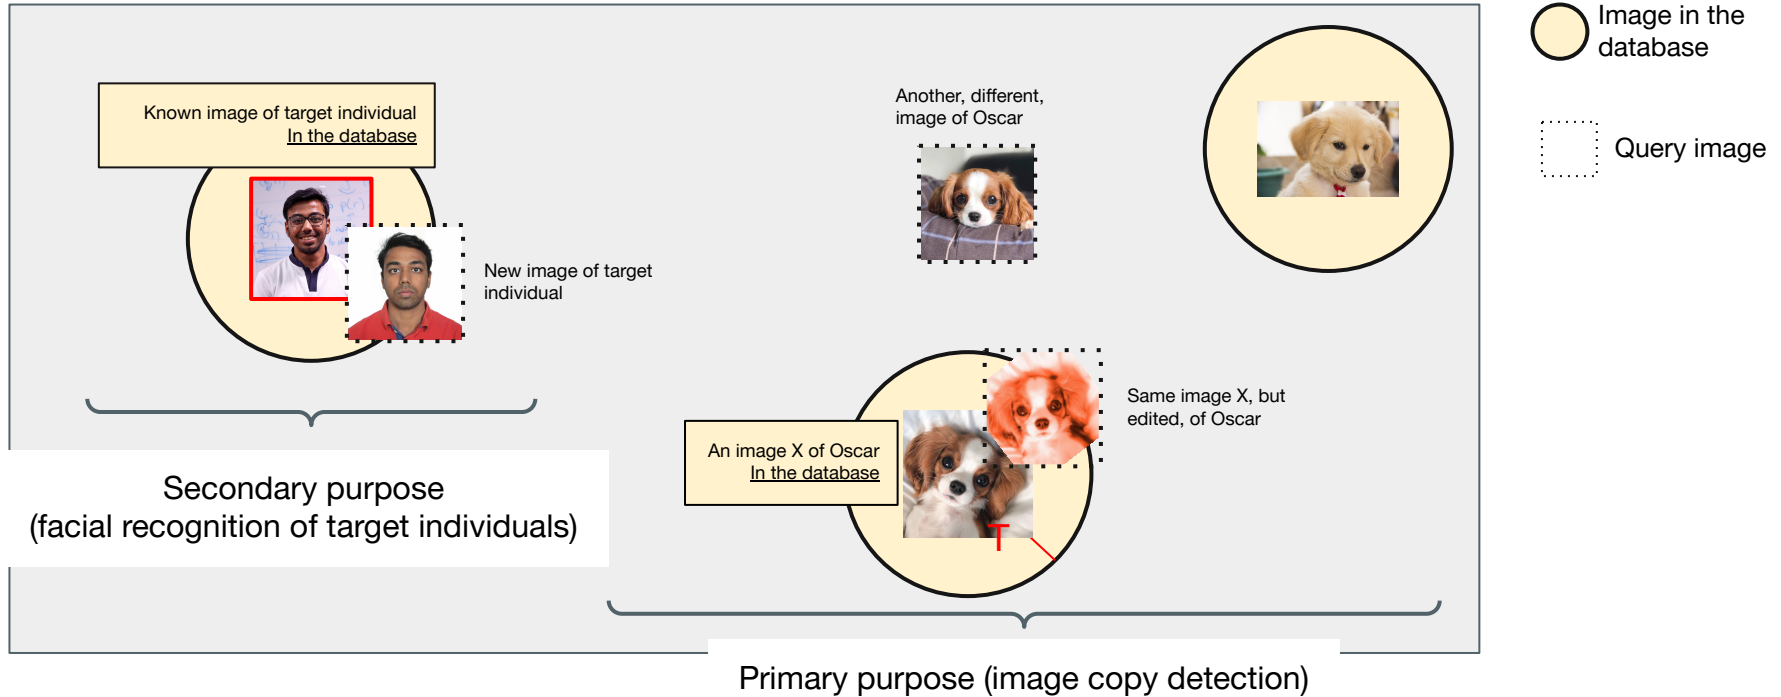 Known image of target individual
In the database
New image of target
individual
Secondary purpose
(facial recognition of target individuals)
Another, different,
image of Oscar
An image X of Oscar
In the database
T
Same image X, but
edited, of Oscar
Primary purpose (image copy detection)
Image in the
database
Query image